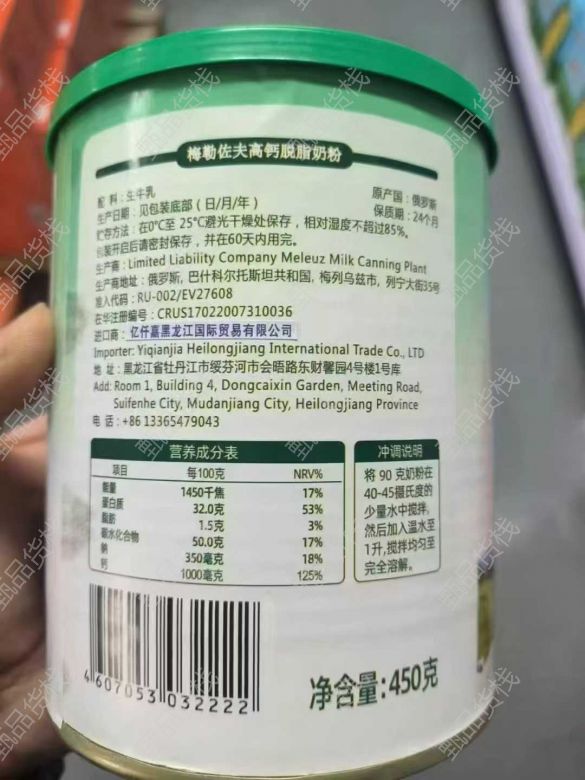 梅勒佐夫高钙脱脂奶粉
配 料：生牛乳
原产国：俄罗斯
生产日期：见包装底部（日/月/年）
保质期：24个月
贮存方法：在0℃至 25℃避光干燥处保存，相对湿度不超过85%。
包装开启后请密封保存，并在60天内用完。
生产商：Limited Liability Company Meleuz Milk Canning Plant
生产商地址：俄罗斯，巴什科尔托斯坦共和国，梅列乌兹市，列宁大街35号
准入代码：RU-002/EV27608
在华注册编号：CRUS17022007310036
进口商：亿仟嘉黑龙江国际贸易有限公司
Importer: Yiqianjia Heilongjiang International Trade Co., LTD
地 址：黑龙江省牡丹江市绥芬河市会晤路东财馨园4号楼1号库
Add: Room 1, Building 4, Dongcaixin Garden, Meeting Road,
Suifenhe City, Mudanjiang City, Heilongjiang Province
电 话：+86 13365479043
营养成分表
项目 每100克 NRV%
能量 1450千焦 17%
蛋白质 32.0克 53%
脂肪 1.5克 3%
碳水化合物 50.0克 17%
钠 350毫克 18%
钙 1000毫克 125%
冲调说明
将 90 克奶粉在
40-45摄氏度的
少量水中搅拌，
然后加入温水至
1升，搅拌均匀至
完全溶解。
4607053032222
净含量：450克
甄品货栈